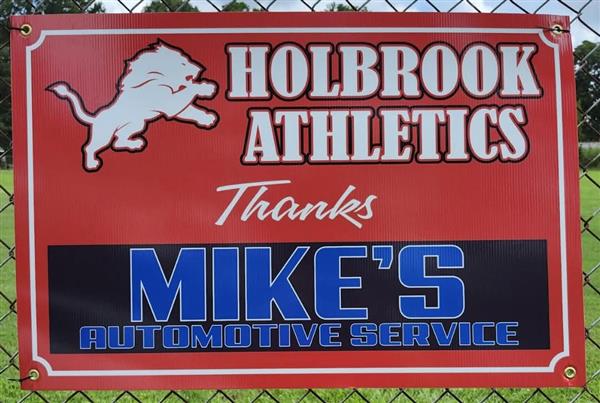 HOLBROOK
ATHLETICS
Thanks
MIKE'S
AUTOMOTIVE SERVICE